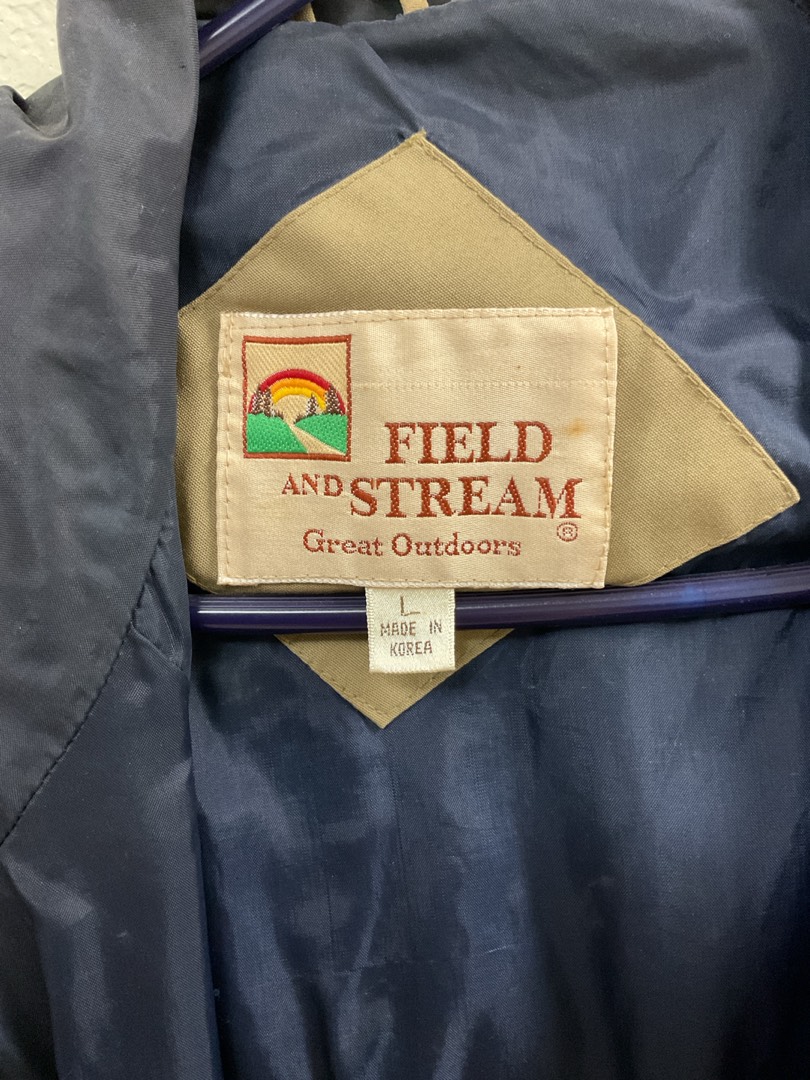 FIELD
AND STREAM
®
Great Outdoors
L
MADE IN
KOREA